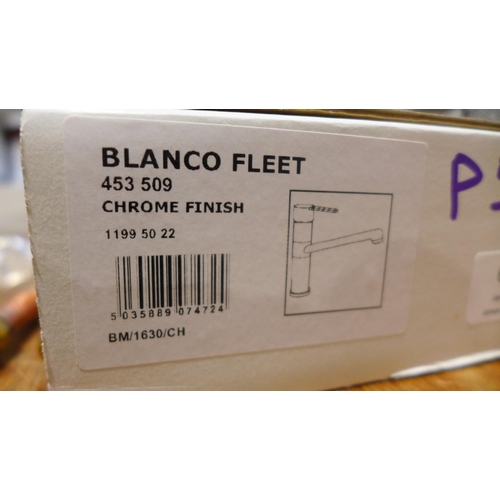 BLANCO FLEET
453 509
CHROME FINISH
1199 50 22
5 035889 074724
BM/1630/CH